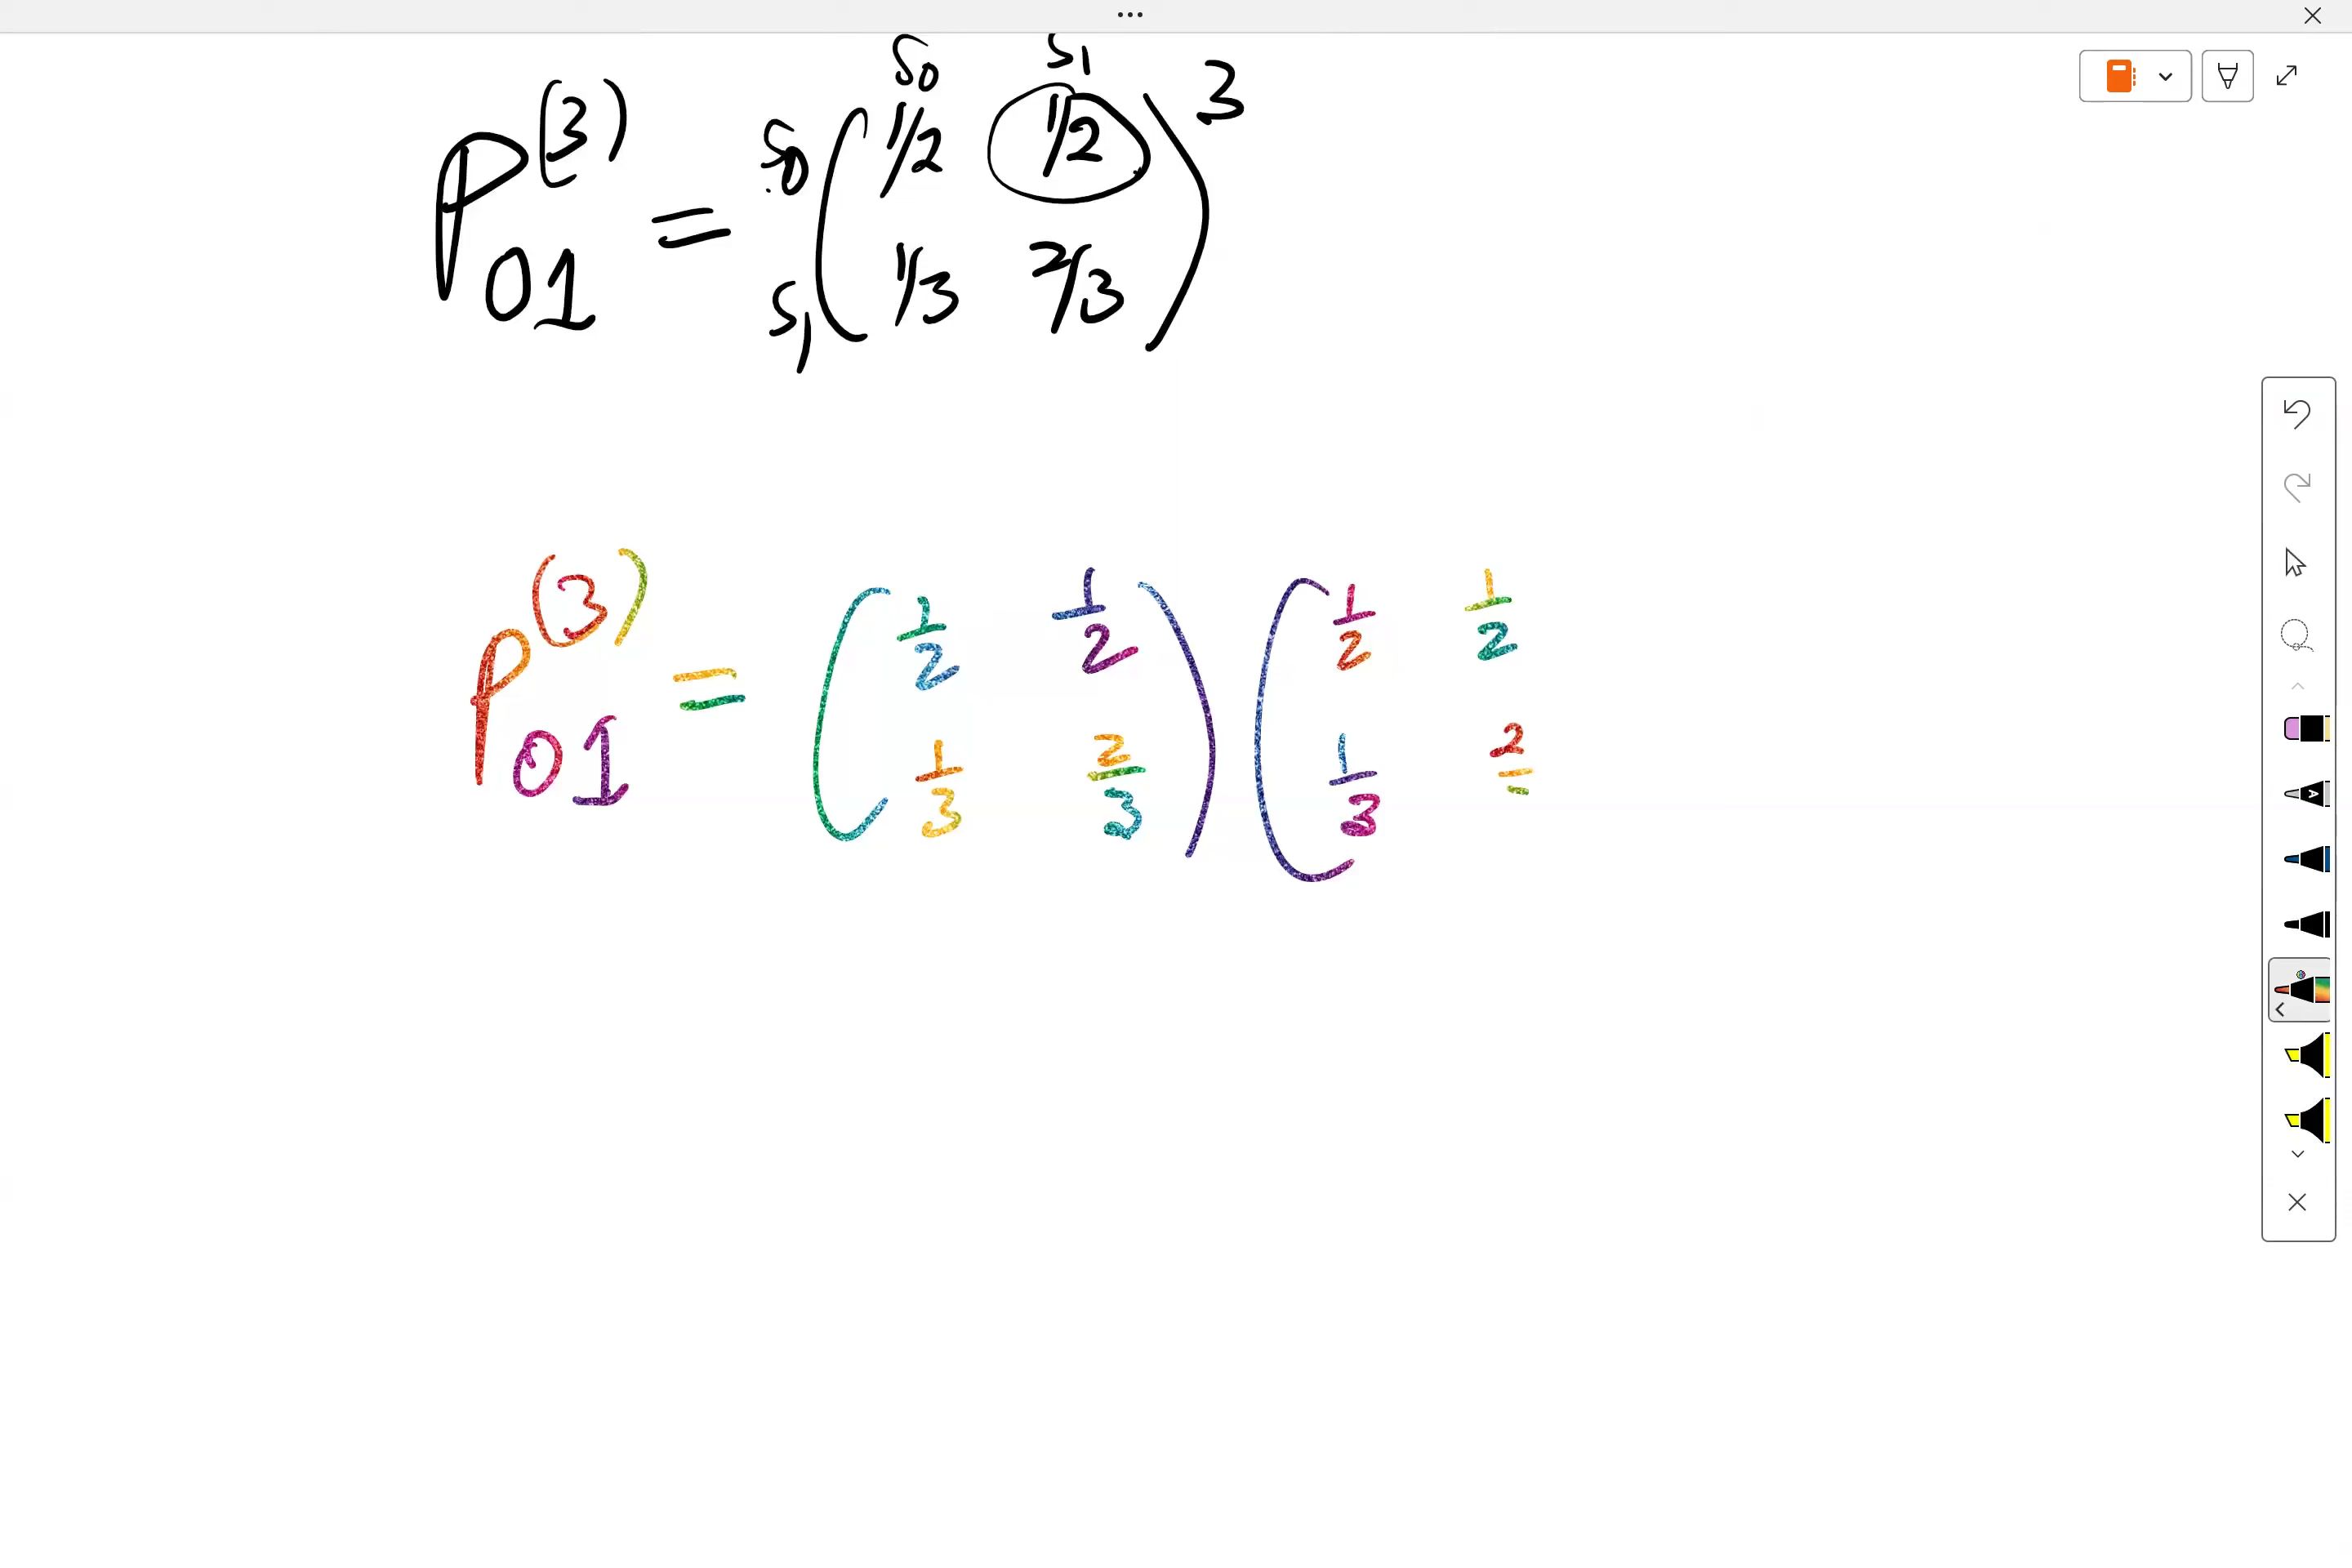 S0 S1
P01^(3) = S0 S1 ( 1/2 1/2 1/3 2/3 )^3
P01^(3) = ( 1/2 1/2 1/3 2/3 ) ( 1/2 1/2 1/3 2/